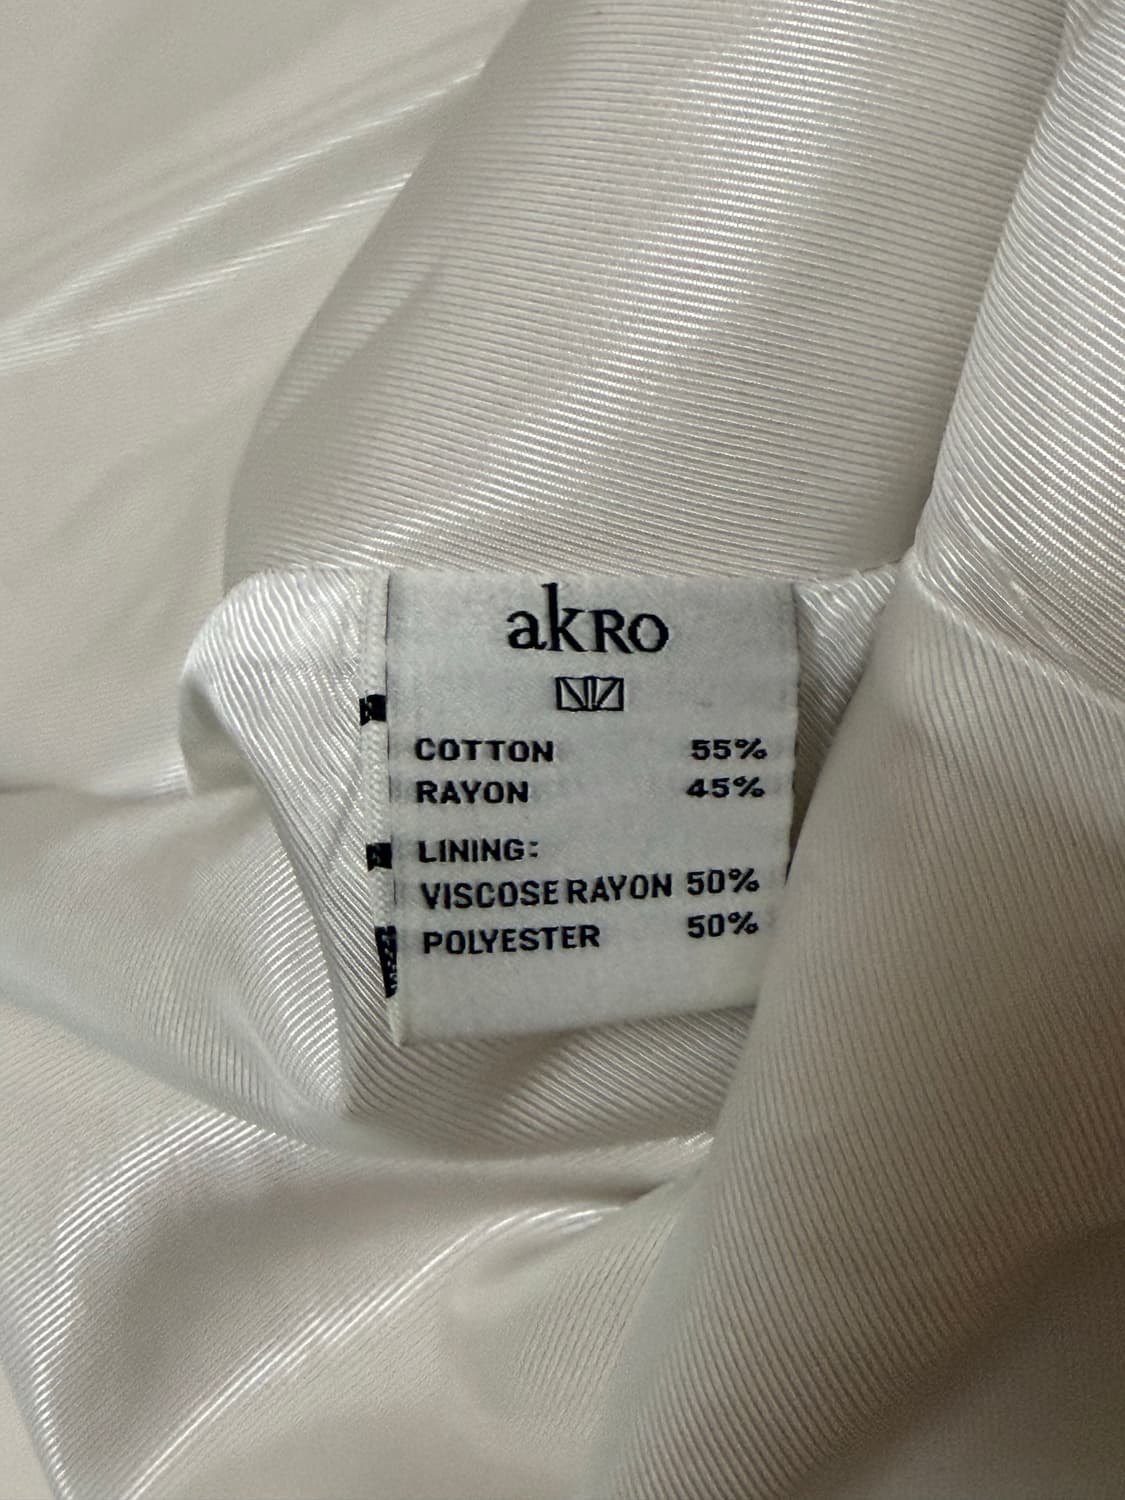 akRO
COTTON 55%
RAYON 45%
LINING:
VISCOSE RAYON 50%
POLYESTER 50%